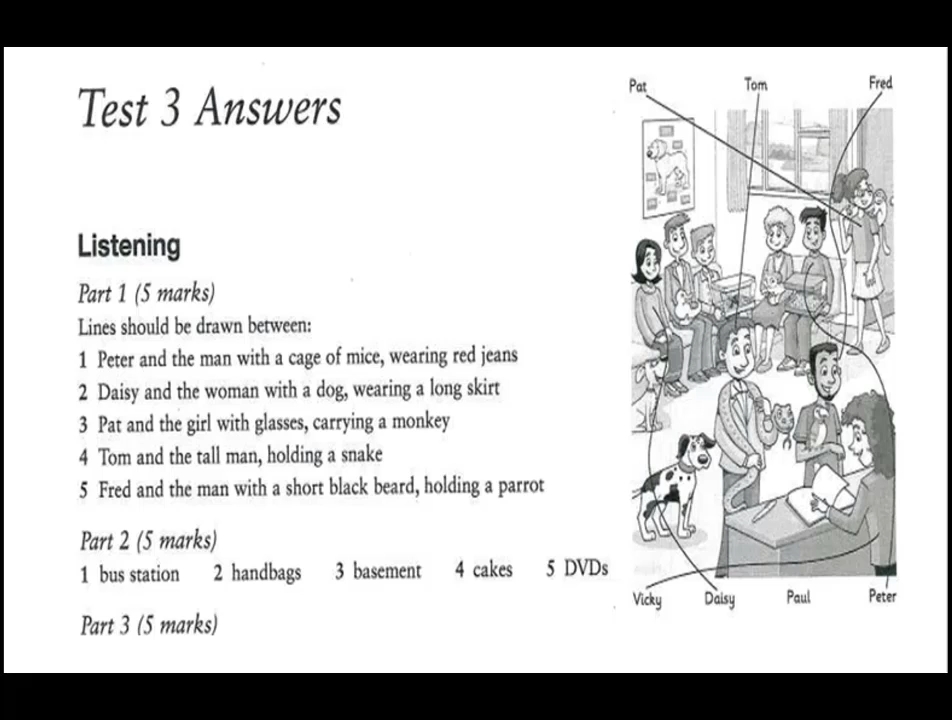 Test 3 Answers
Pat Tom Fred
Listening
Part 1 (5 marks)
Lines should be drawn between:
1 Peter and the man with a cage of mice, wearing red jeans
2 Daisy and the woman with a dog, wearing a long skirt
3 Pat and the girl with glasses, carrying a monkey
4 Tom and the tall man, holding a snake
5 Fred and the man with a short black beard, holding a parrot
Part 2 (5 marks)
1 bus station 2 handbags 3 basement 4 cakes 5 DVDs
Vicky Daisy Paul Peter
Part 3 (5 marks)